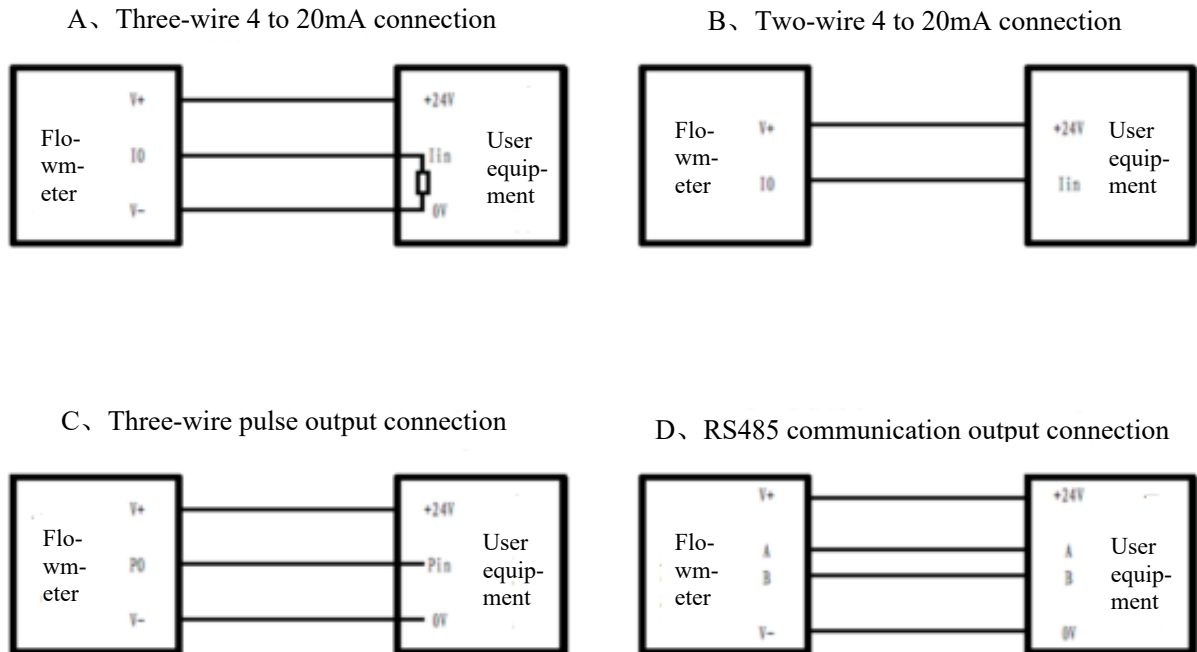 A、Three-wire 4 to 20mA connection
V+
+24V
Flo-
wm-
eter
IO
Iin
User
equip-
ment
V-
0V
B、Two-wire 4 to 20mA connection
Flo-
wm-
eter
V+
+24V
User
equip-
ment
IO
Iin
C、Three-wire pulse output connection
V+
+24V
Flo-
wm-
eter
PO
Pin
User
equip-
ment
V-
0V
D、RS485 communication output connection
V+
+24V
Flo-
wm-
eter
A
A
B
B
User
equip-
ment
V-
0V